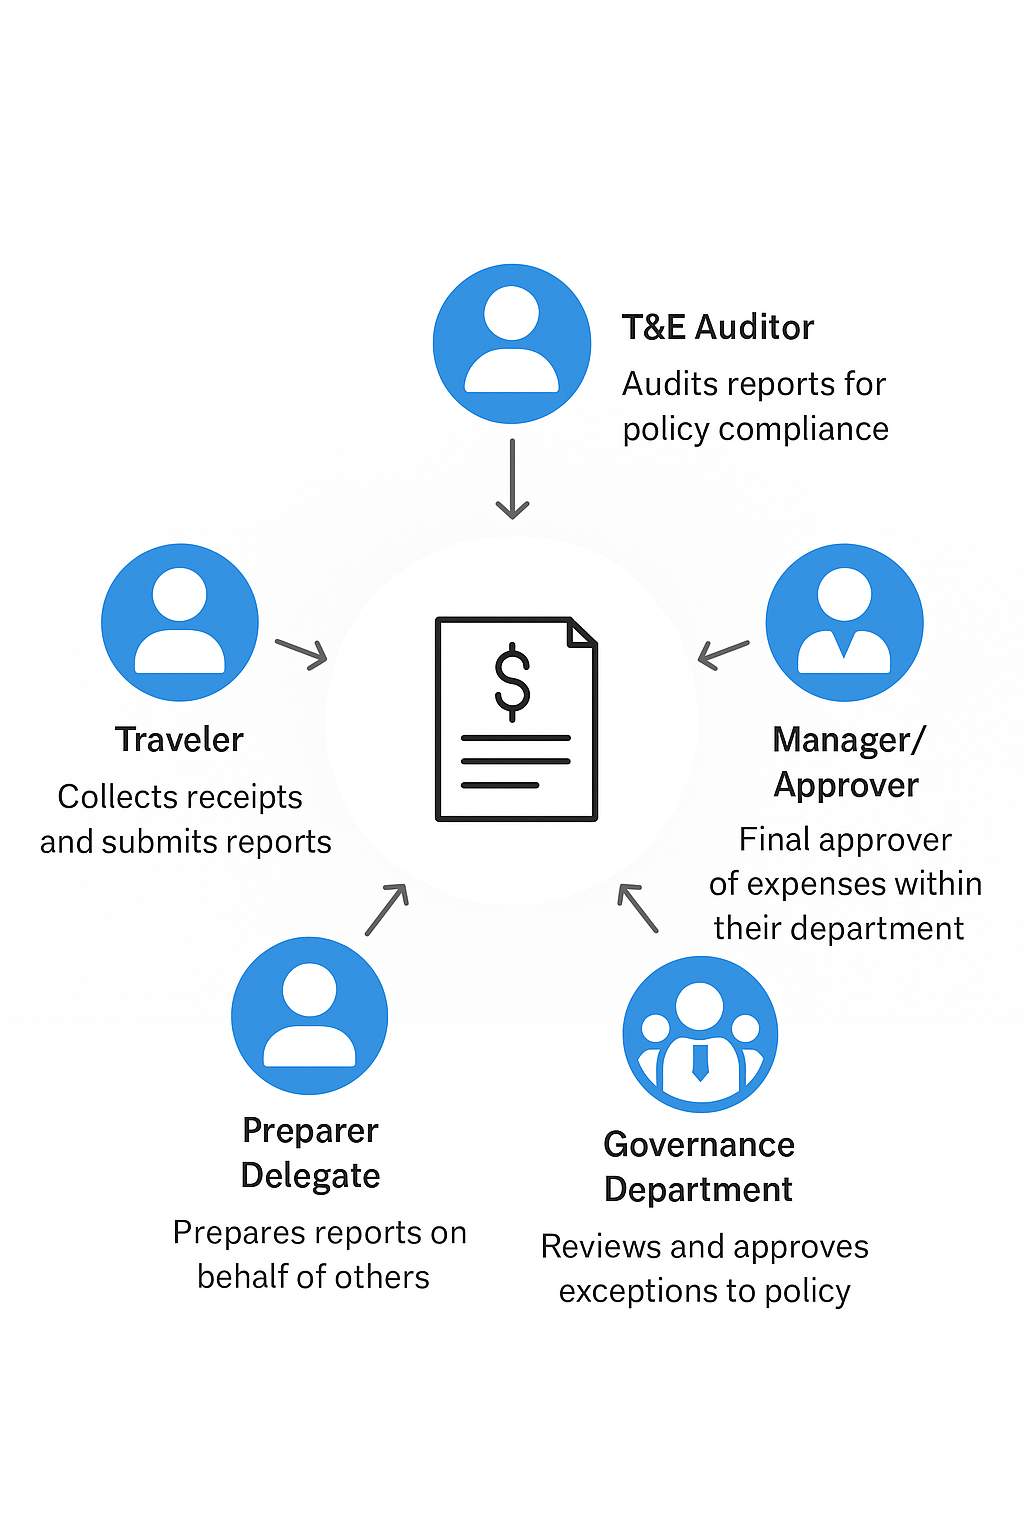 T&E Auditor
Audits reports for
policy compliance
Traveler
Collects receipts
and submits reports
$
Manager/
Approver
Final approver
of expenses within
their department
Preparer
Delegate
Prepares reports on
behalf of others
Governance
Department
Reviews and approves
exceptions to policy